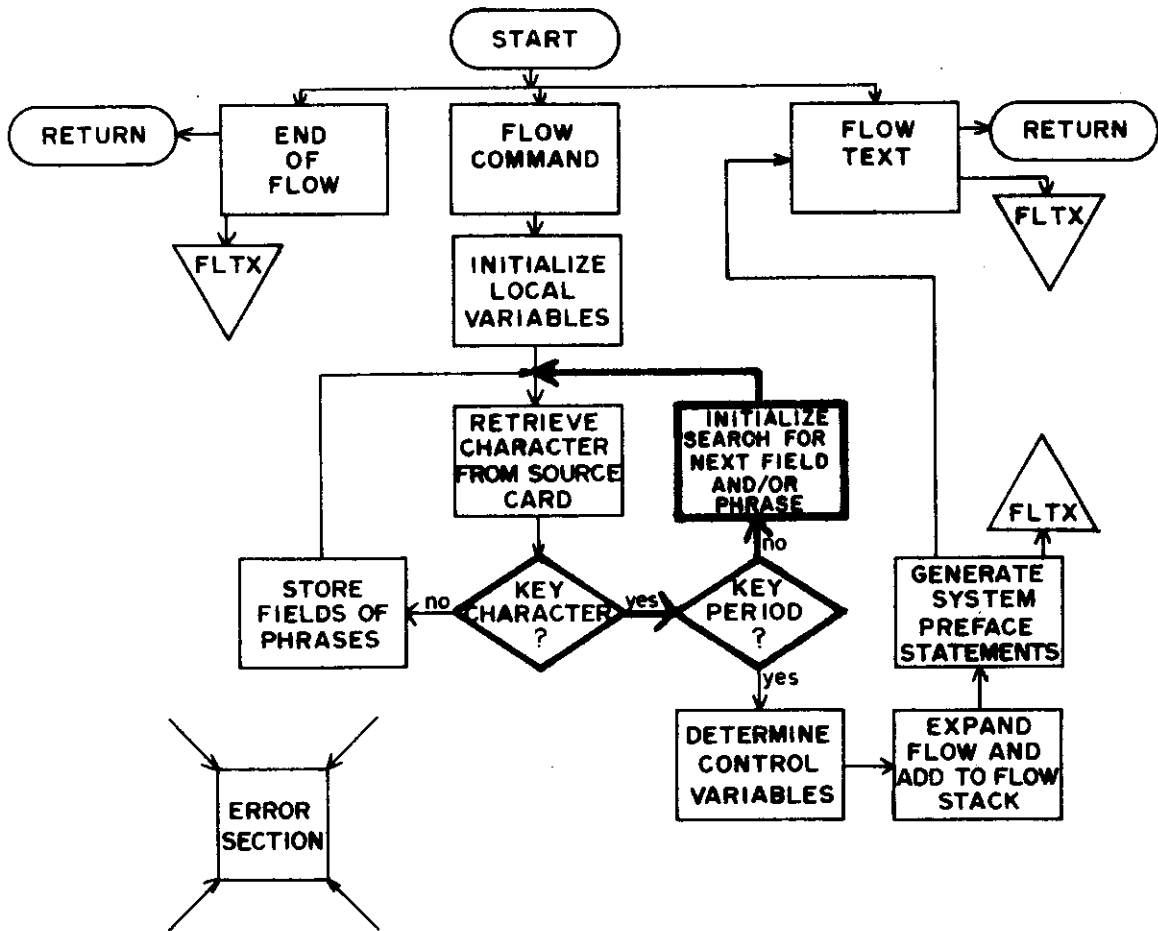 START
RETURN
END
OF
FLOW
FLOW
COMMAND
FLOW
TEXT
RETURN
FLTX
FLTX
INITIALIZE
LOCAL
VARIABLES
RETRIEVE
CHARACTER
FROM SOURCE
CARD
INITIALIZE
SEARCH FOR
NEXT FIELD
AND/OR
PHRASE
FLTX
STORE
FIELDS OF
PHRASES
no
KEY
CHARACTER
?
yes
KEY
PERIOD
?
no
yes
GENERATE
SYSTEM
PREFACE
STATEMENTS
DETERMINE
CONTROL
VARIABLES
EXPAND
FLOW AND
ADD TO FLOW
STACK
ERROR
SECTION